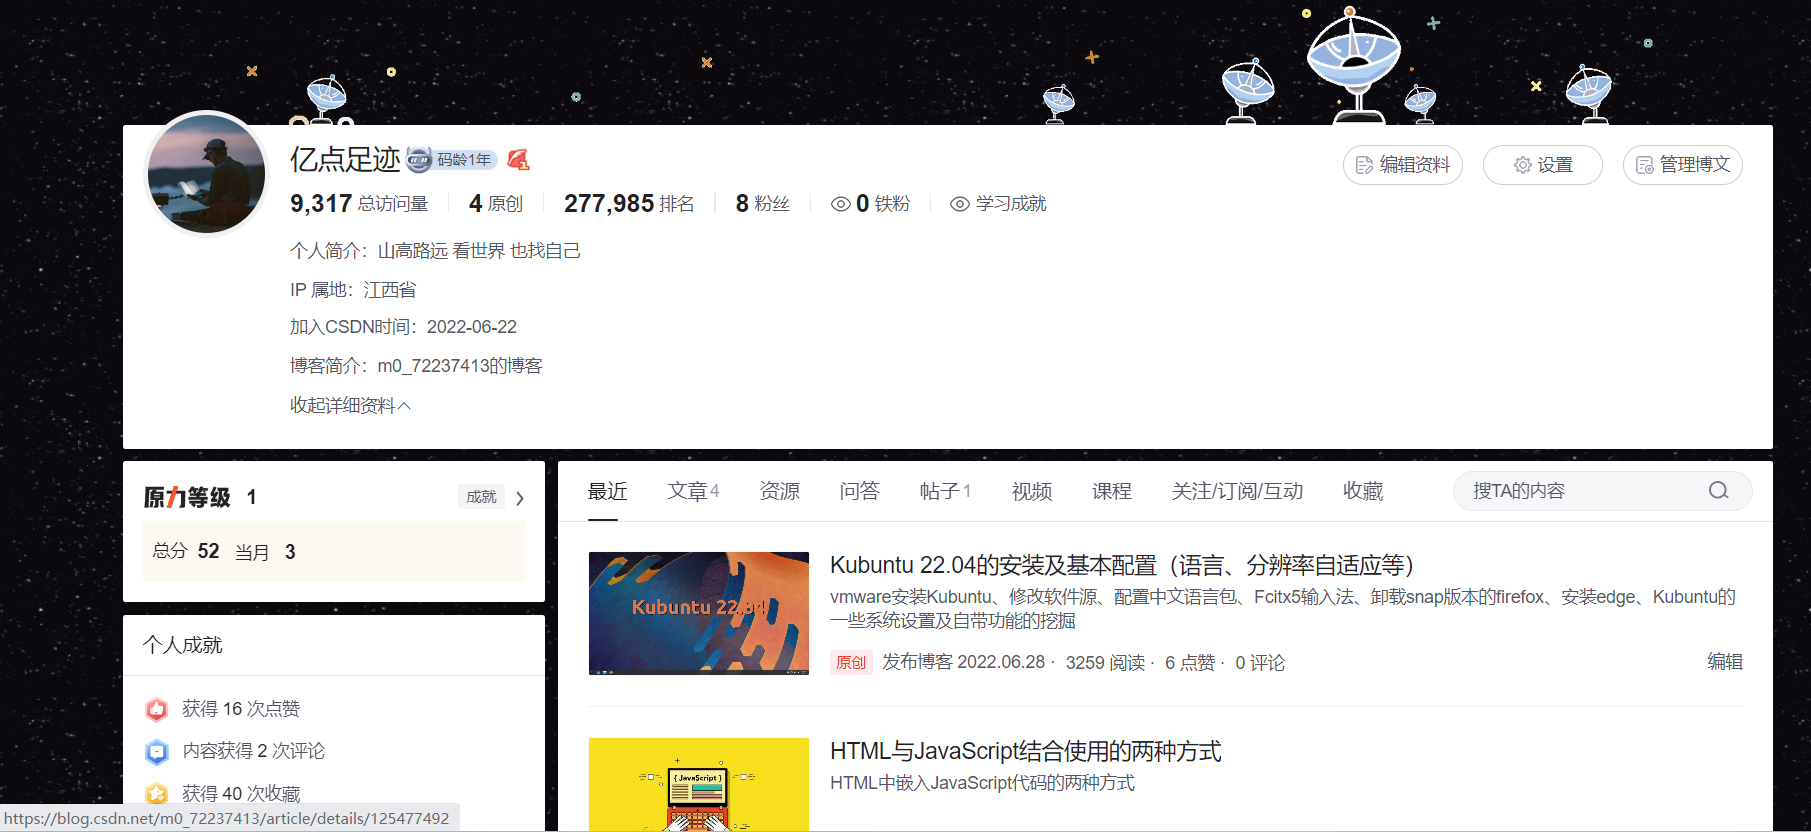 亿点足迹 码龄1年
编辑资料 设置 管理博文
9,317 总访问量 4 原创 277,985 排名 8 粉丝 0 铁粉 学习成就
个人简介：山高路远 看世界 也找自己
IP 属地：江西省
加入CSDN时间：2022-06-22
博客简介：m0_72237413的博客
收起详细资料
原力等级 1 成就
总分 52 当月 3
个人成就
获得 16 次点赞
内容获得 2 次评论
获得 40 次收藏
最近 文章 4 资源 问答 帖子 1 视频 课程 关注/订阅/互动 收藏 搜TA的内容
Kubuntu 22.04
Kubuntu 22.04的安装及基本配置（语言、分辨率自适应等）
vmware安装Kubuntu、修改软件源、配置中文语言包、Fcitx5输入法、卸载snap版本的firefox、安装edge、Kubuntu的
一些系统设置及自带功能的挖掘
原创 发布博客 2022.06.28 · 3259 阅读 · 6 点赞 · 0 评论 编辑
{ JavaScript }
HTML与JavaScript结合使用的两种方式
HTML中嵌入JavaScript代码的两种方式
https://blog.csdn.net/m0_72237413/article/details/125477492